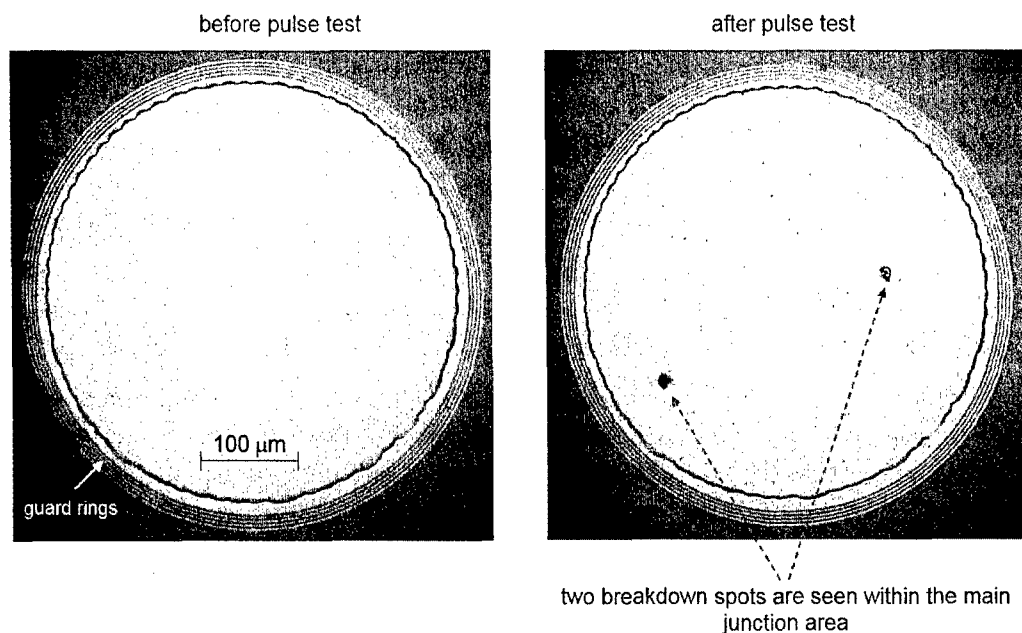 before pulse test
after pulse test
100 μm
guard rings
two breakdown spots are seen within the main
junction area